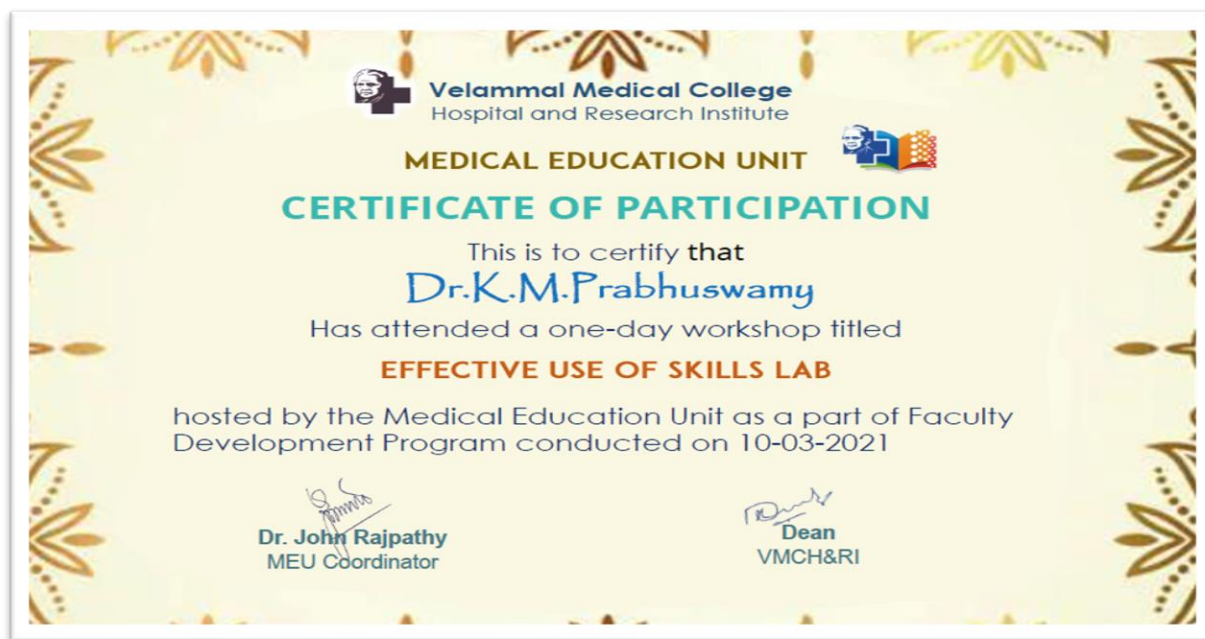 Velammal Medical College
Hospital and Research Institute
MEDICAL EDUCATION UNIT
CERTIFICATE OF PARTICIPATION
This is to certify that
Dr.K.M.Prabhuswamy
Has attended a one-day workshop titled
EFFECTIVE USE OF SKILLS LAB
hosted by the Medical Education Unit as a part of Faculty
Development Program conducted on 10-03-2021
Dr. John Rajpathy
MEU Coordinator
Dean
VMCH&RI